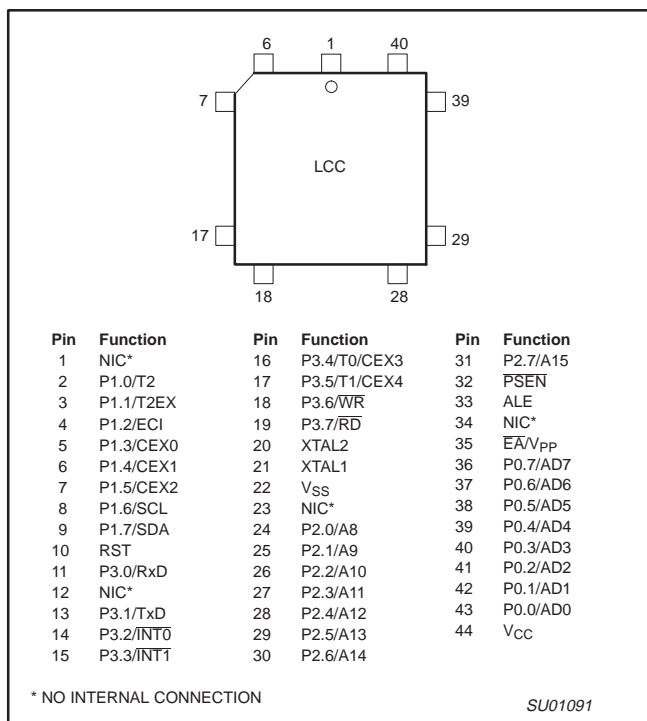 6 1 40
7 39
LCC
17 29
18 28
Pin Function Pin Function Pin Function
1 NIC* 16 P3.4/T0/CEX3 31 P2.7/A15
2 P1.0/T2 17 P3.5/T1/CEX4 32 P̅S̅E̅N̅
3 P1.1/T2EX 18 P3.6/W̅R̅ 33 ALE
4 P1.2/ECI 19 P3.7/R̅D̅ 34 NIC*
5 P1.3/CEX0 20 XTAL2 35 E̅A̅/VPP
6 P1.4/CEX1 21 XTAL1 36 P0.7/AD7
7 P1.5/CEX2 22 VSS 37 P0.6/AD6
8 P1.6/SCL 23 NIC* 38 P0.5/AD5
9 P1.7/SDA 24 P2.0/A8 39 P0.4/AD4
10 RST 25 P2.1/A9 40 P0.3/AD3
11 P3.0/RxD 26 P2.2/A10 41 P0.2/AD2
12 NIC* 27 P2.3/A11 42 P0.1/AD1
13 P3.1/TxD 28 P2.4/A12 43 P0.0/AD0
14 P3.2/I̅N̅T̅0̅ 29 P2.5/A13 44 VCC
15 P3.3/I̅N̅T̅1̅ 30 P2.6/A14
* NO INTERNAL CONNECTION
SU01091